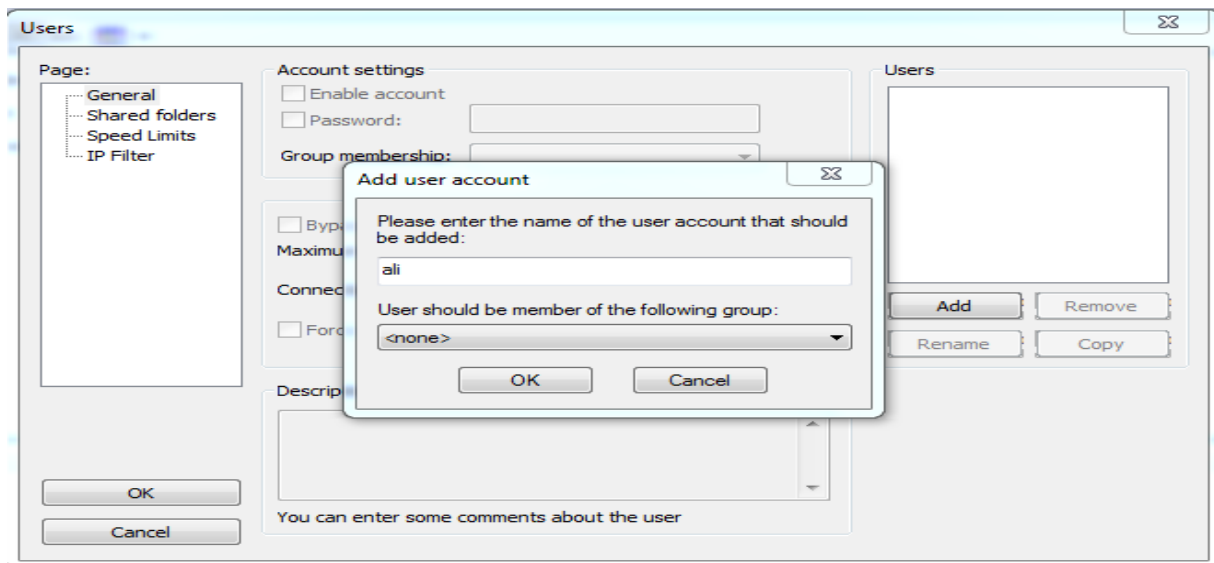 Users
Page:
General
Shared folders
Speed Limits
IP Filter
OK
Cancel
Account settings
Enable account
Password:
Group membership:
Maximu
Connec
Descrip
You can enter some comments about the user
Add user account
Please enter the name of the user account that should
be added:
ali
User should be member of the following group:
<none>
OK
Cancel
Users
Add
Remove
Rename
Copy